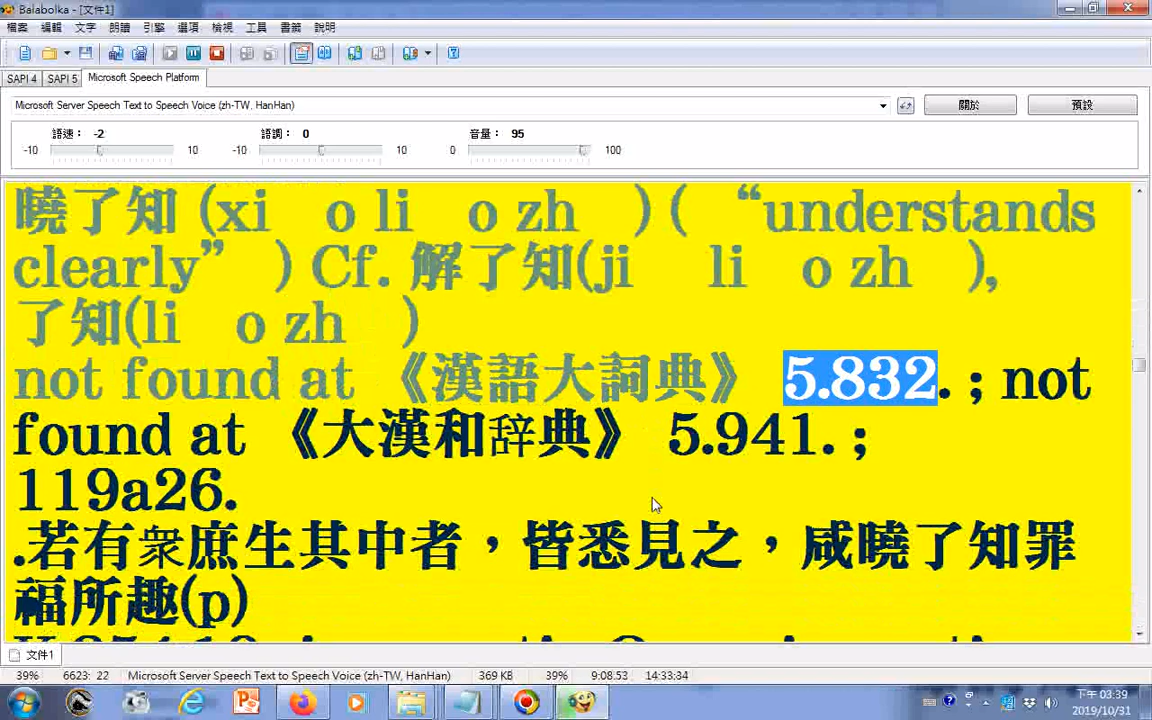 Balabolka - [文件1]
檔案 編輯 文字 朗讀 引擎 選項 檢視 工具 書籤 說明
SAPI 4 SAPI 5 Microsoft Speech Platform
Microsoft Server Speech Text to Speech Voice (zh-TW, HanHan)
關於 預設
語速： -2 語調： 0 音量： 95
-10 10 -10 10 0 100
曉了知 (xi o li o zh )( “understands
clearly” ) Cf. 解了知(ji li o zh ),
了知(li o zh )
not found at 《漢語大詞典》 5.832. ; not
found at 《大漢和辞典》 5.941. ;
119a26.
.若有衆庶生其中者，皆悉見之，咸曉了知罪
福所趣(p)
文件1
39% 6623: 22 Microsoft Server Speech Text to Speech Voice (zh-TW, HanHan) 369 KB 39% 9:08.53 14:33:34
下午 03:39
2019/10/31